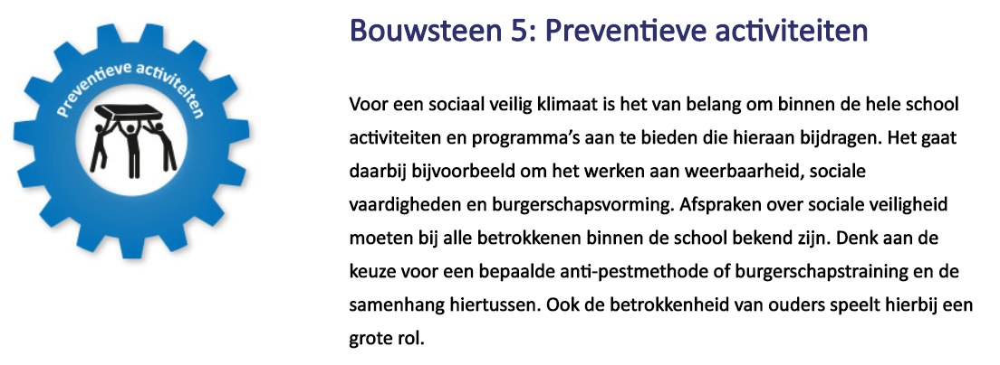 Preventieve activiteiten
Bouwsteen 5: Preventieve activiteiten
Voor een sociaal veilig klimaat is het van belang om binnen de hele school
activiteiten en programma’s aan te bieden die hieraan bijdragen. Het gaat
daarbij bijvoorbeeld om het werken aan weerbaarheid, sociale
vaardigheden en burgerschapsvorming. Afspraken over sociale veiligheid
moeten bij alle betrokkenen binnen de school bekend zijn. Denk aan de
keuze voor een bepaalde anti-pestmethode of burgerschapstraining en de
samenhang hiertussen. Ook de betrokkenheid van ouders speelt hierbij een
grote rol.